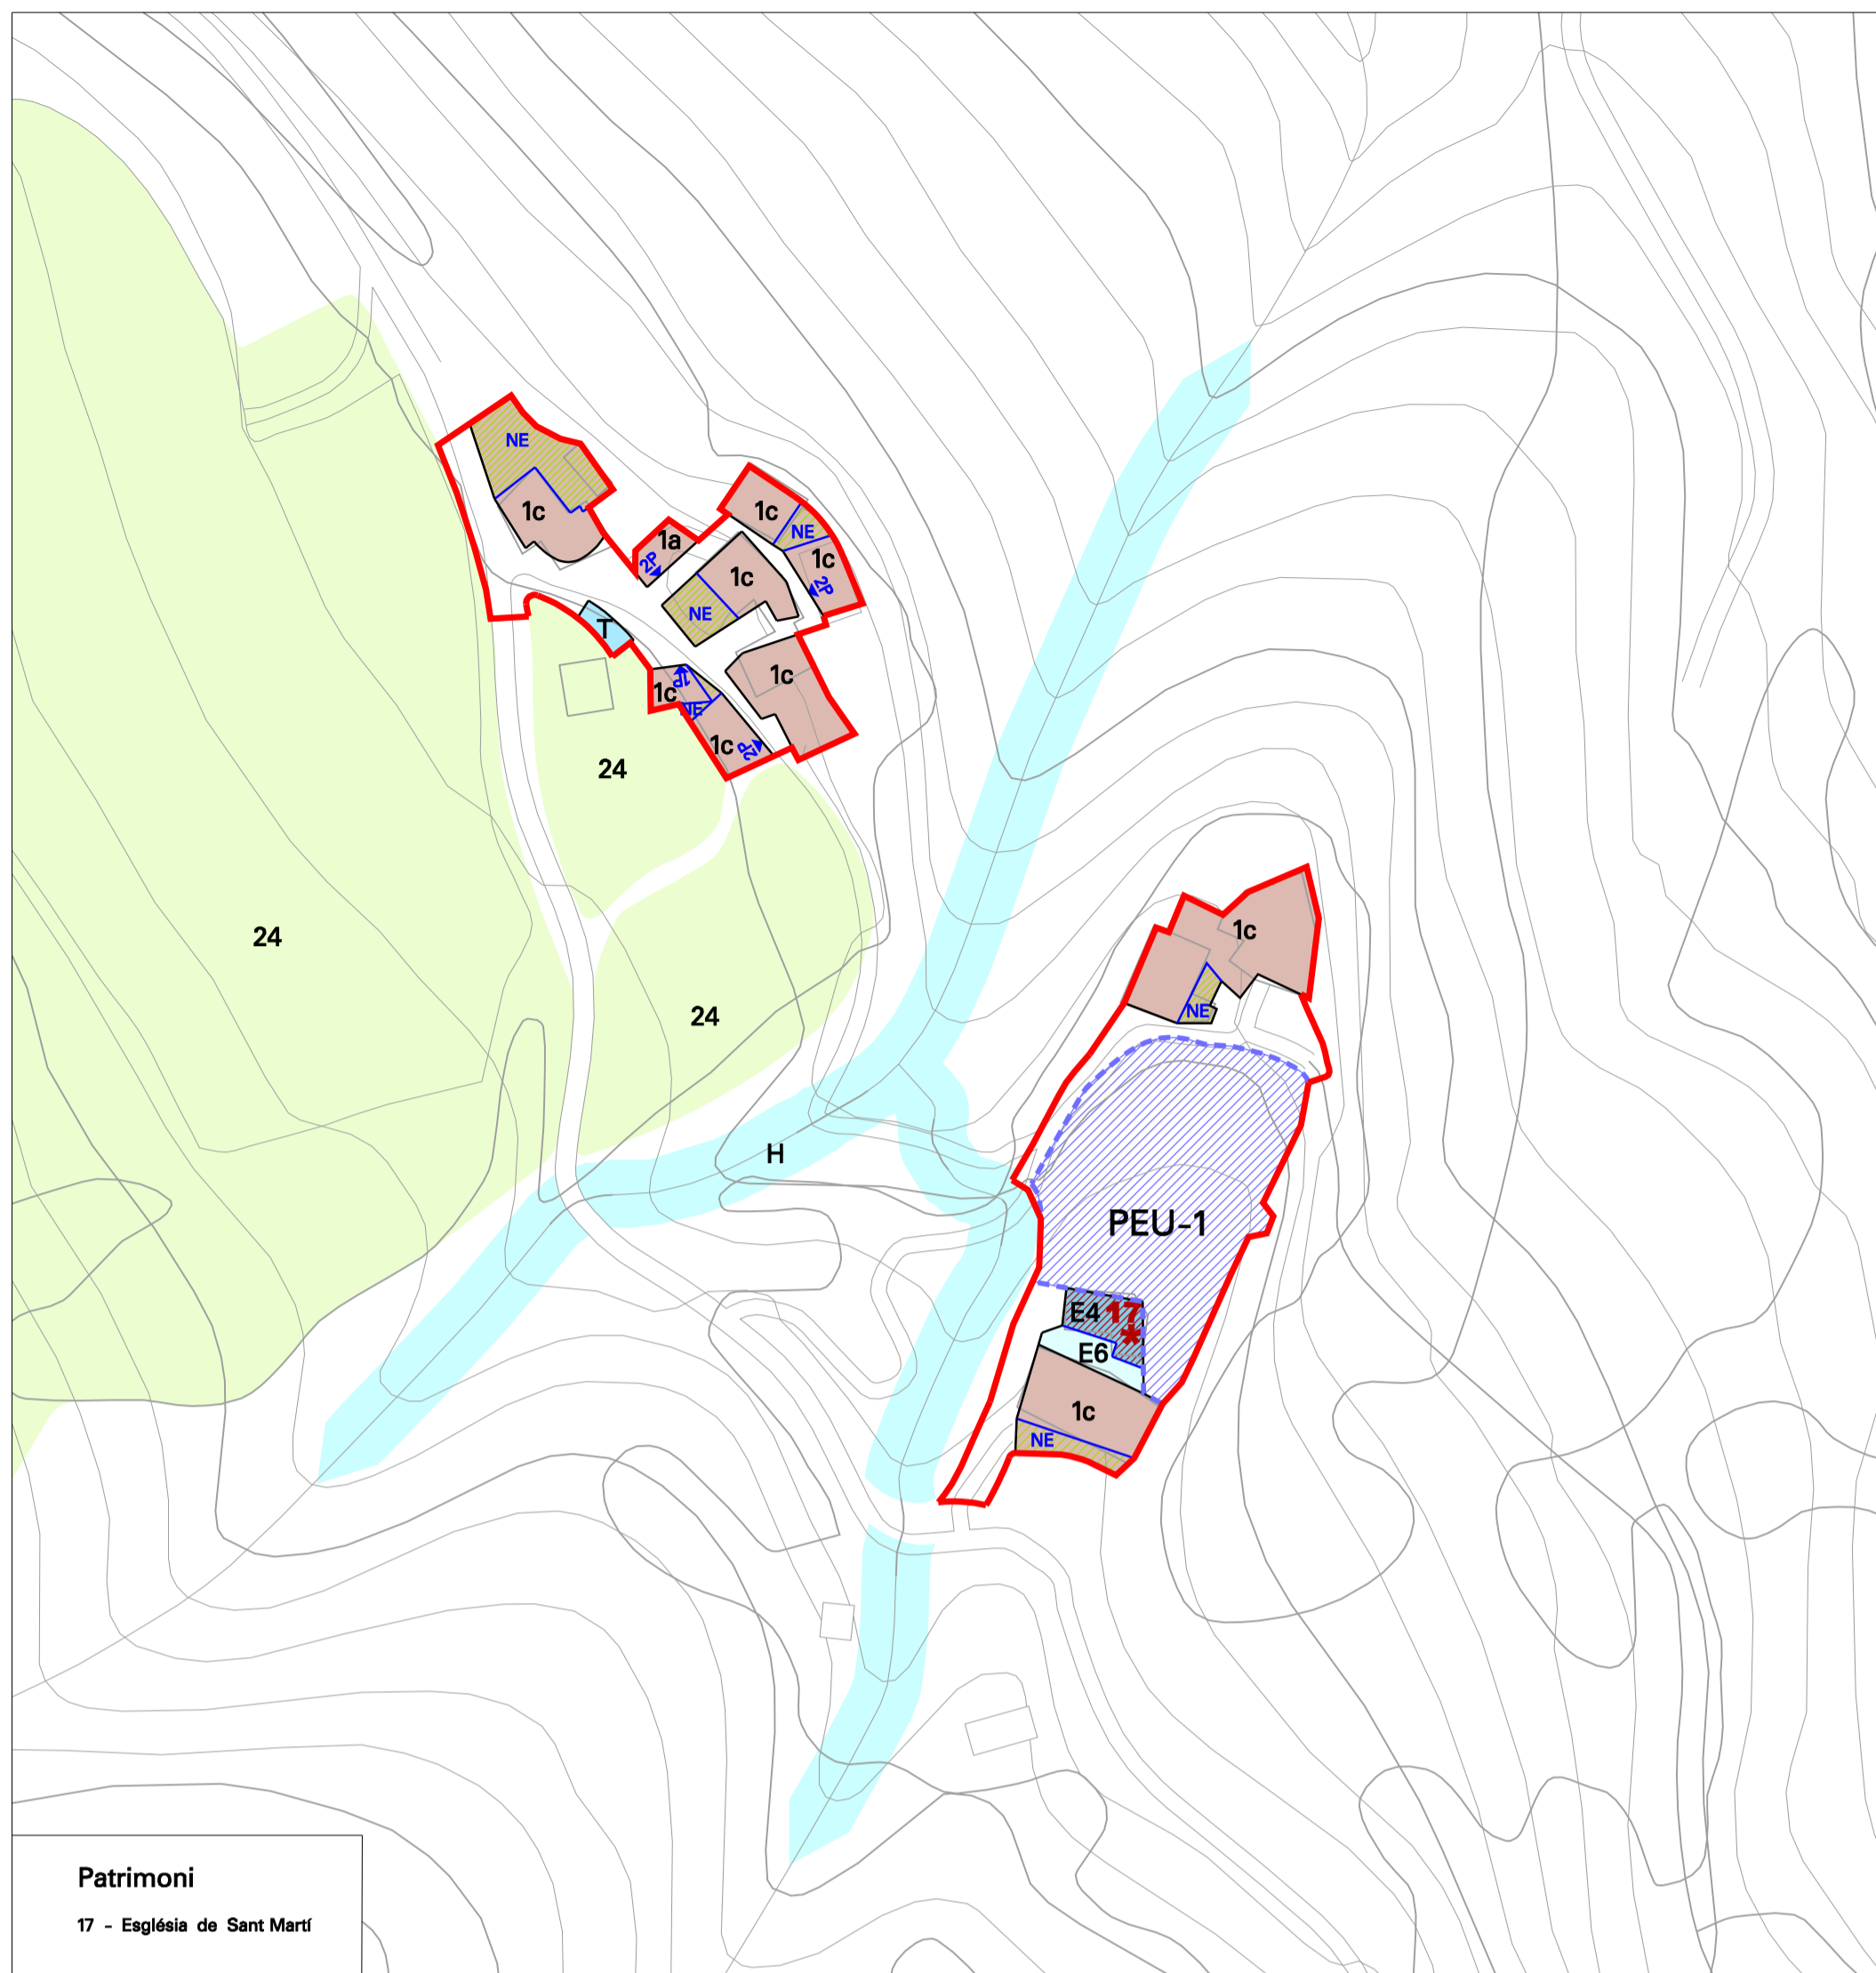 NE
1c
1c
1a
NE
2P
1c
1c
2P
NE
T
1c
1P
1c
NE
1c
2P
24
1c
24
24
NE
H
PEU-1
E4 17
*
E6
1c
NE
Patrimoni
17 - Església de Sant Martí